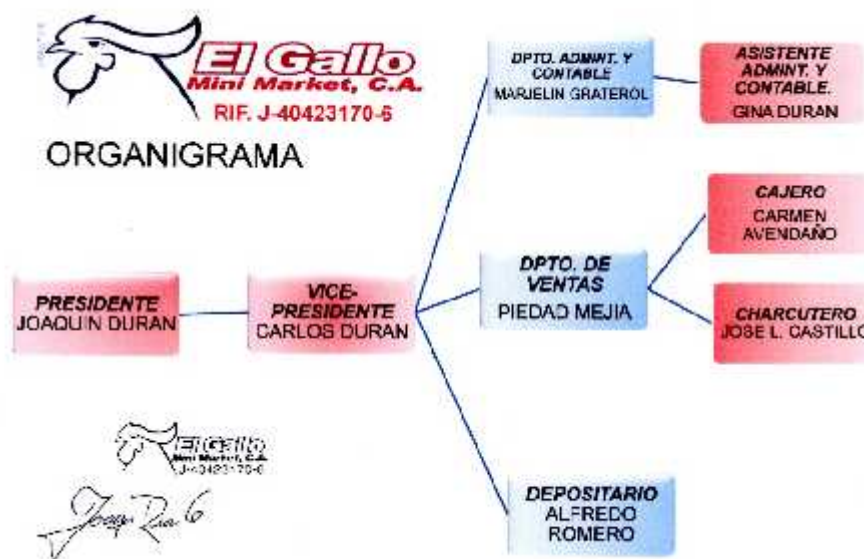 El Gallo
Mini Market, C.A.
RIF. J-40423170-6
ORGANIGRAMA
PRESIDENTE
JOAQUIN DURAN
VICE-
PRESIDENTE
CARLOS DURAN
DPTO. ADMINT. Y
CONTABLE
MARJELIN GRATEROL
ASISTENTE
ADMINT. Y
CONTABLE.
GINA DURAN
DPTO. DE
VENTAS
PIEDAD MEJIA
CAJERO
CARMEN
AVENDAÑO
CHARCUTERO
JOSE L. CASTILLO
DEPOSITARIO
ALFREDO
ROMERO
El Gallo
Mini Market, C.A.
J-40423170-6